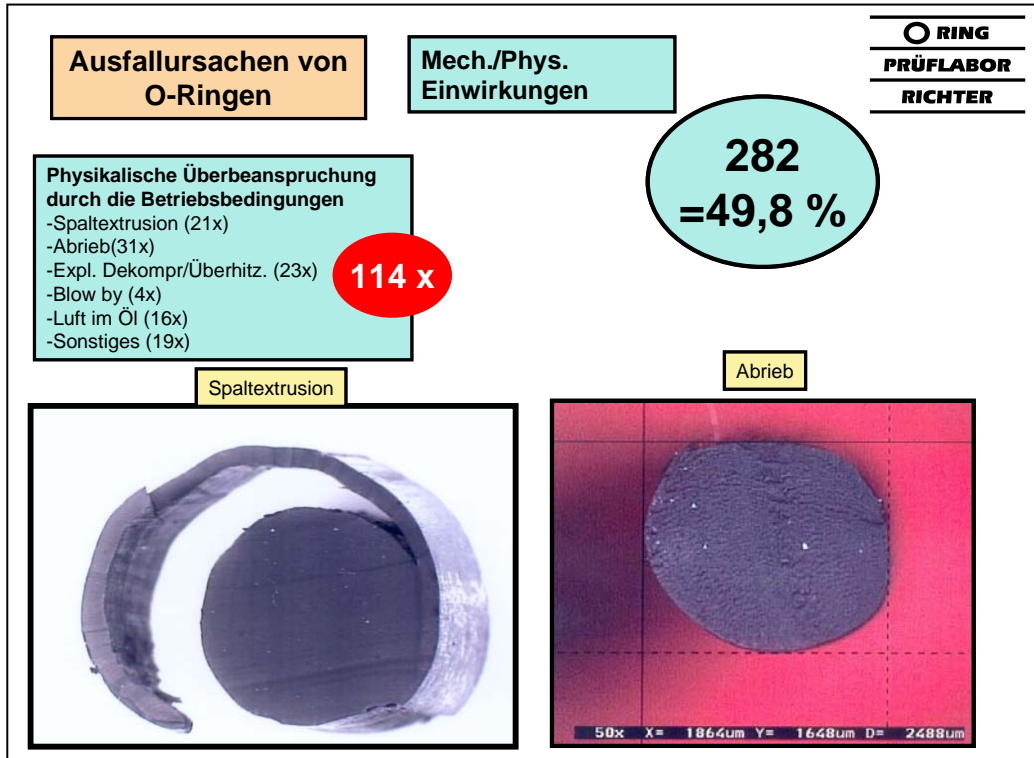 Ausfallursachen von
O-Ringen
Mech./Phys.
Einwirkungen
O RING
PRÜFLABOR
RICHTER
282
=49,8 %
Physikalische Überbeanspruchung
durch die Betriebsbedingungen
-Spaltextrusion (21x)
-Abrieb(31x)
-Expl. Dekompr/Überhitz. (23x)
-Blow by (4x)
-Luft im Öl (16x)
-Sonstiges (19x)
114 x
Spaltextrusion
Abrieb
50x X= 1864um Y= 1648um D= 2488um